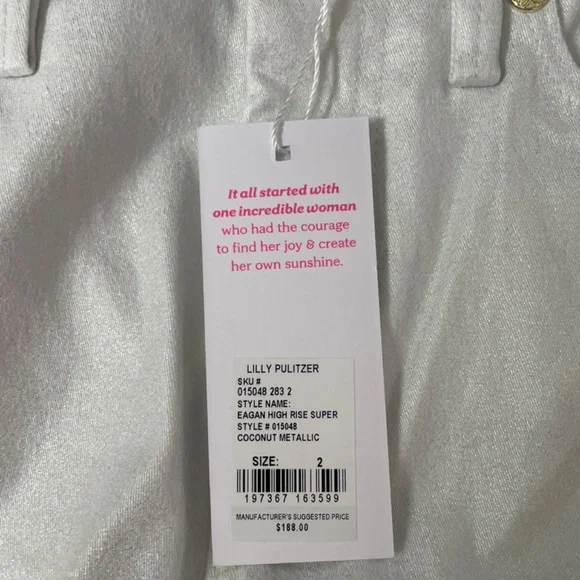 It all started with
one incredible woman
who had the courage
to find her joy & create
her own sunshine.
LILLY PULITZER
SKU #
015048 283 2
STYLE NAME:
EAGAN HIGH RISE SUPER
STYLE # 015048
COCONUT METALLIC
SIZE: 2
197367 163599
MANUFACTURER'S SUGGESTED PRICE
$188.00